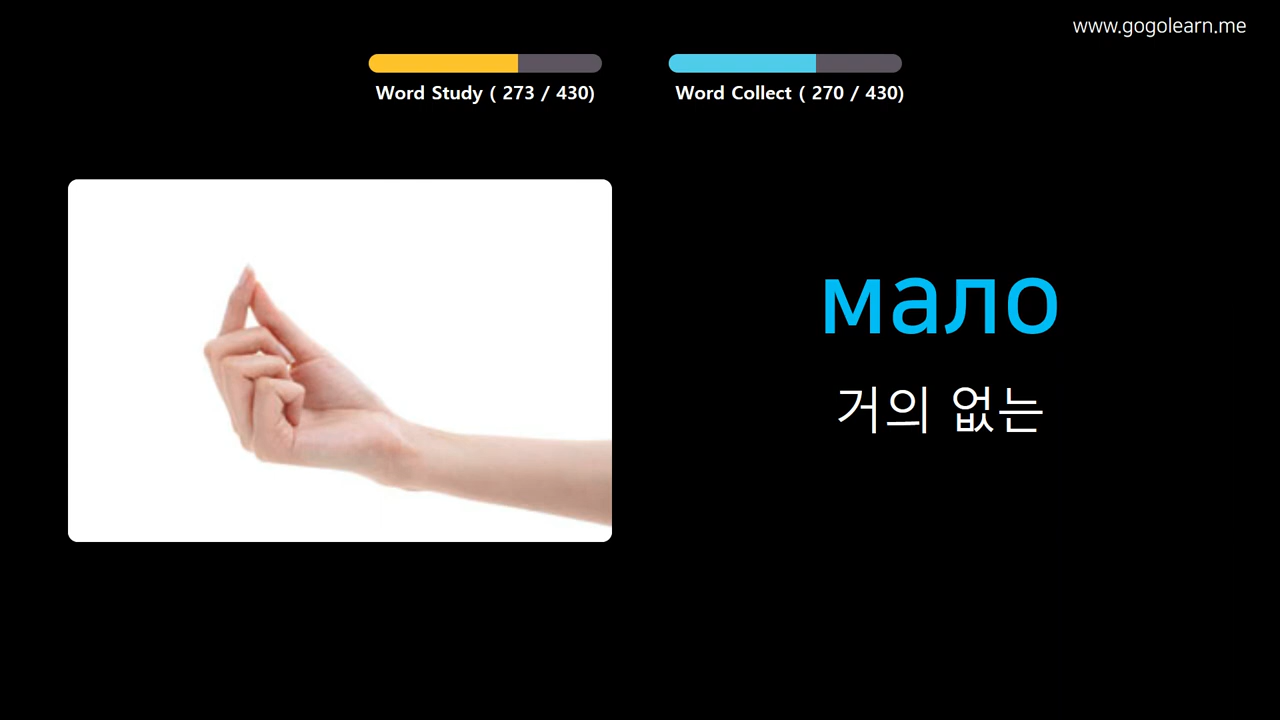 www.gogolearn.me
Word Study ( 273 / 430)
Word Collect ( 270 / 430)
мало
거의 없는